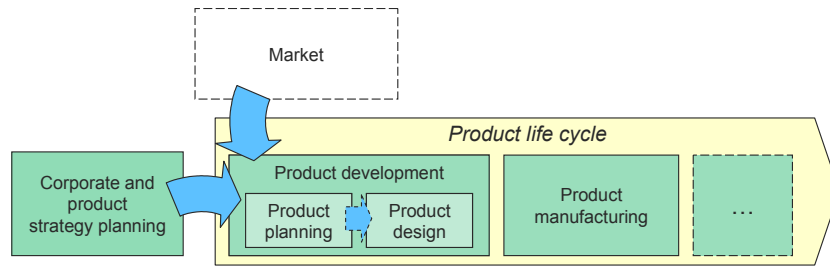 Market
Product life cycle
Corporate and
product
strategy planning
Product development
Product
planning
Product
design
Product
manufacturing
...